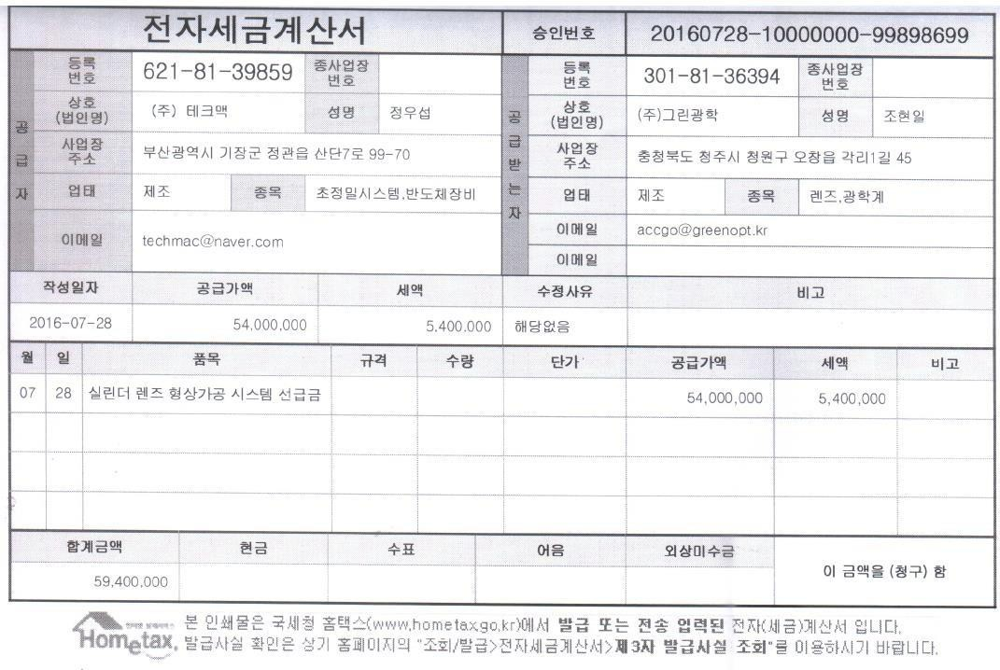 전자세금계산서 승인번호 20160728-10000000-99898699
공급자
등록번호 621-81-39859 종사업장번호
상호(법인명) (주) 테크맥 성명 정우섭
사업장주소 부산광역시 기장군 정관읍 산단7로 99-70
업태 제조 종목 초정밀시스템,반도체장비
이메일 techmac@naver.com
공급받는자
등록번호 301-81-36394 종사업장번호
상호(법인명) (주)그린광학 성명 조현일
사업장주소 충청북도 청주시 청원구 오창읍 각리1길 45
업태 제조 종목 렌즈,광학계
이메일 accgo@greenopt.kr
이메일
작성일자 공급가액 세액 수정사유 비고
2016-07-28 54,000,000 5.400.000 해당없음
월 일 품목 규격 수량 단가 공급가액 세액 비고
07 28 실린더 렌즈 형상가공 시스템 선급금 54,000,000 5,400,000
합계금액 현금 수표 어음 외상미수금 이 금액을 (청구) 함
59,400,000
Hometax. 본 인쇄물은 국세청 홈택스(www.hometax.go.kr)에서 발급 또는 전송 입력된 전자(세금)계산서 입니다.
발급사실 확인은 상기 홈페이지의 "조회/발급>전자세금계산서>제3자 발급사실 조회"를 이용하시기 바랍니다.